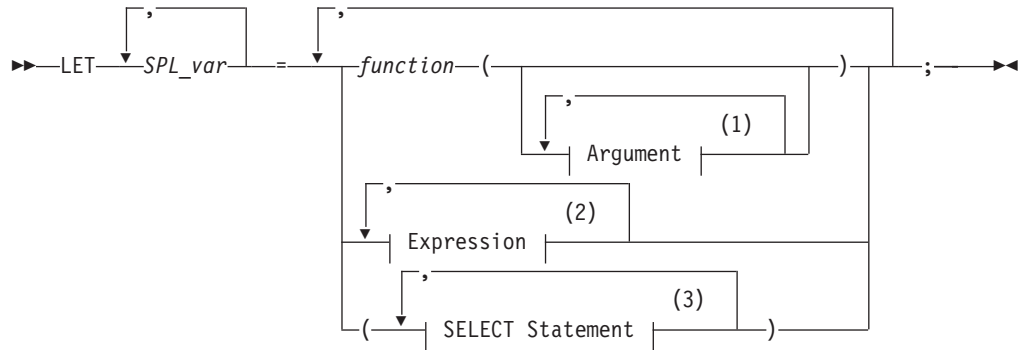 , ,
LET SPL_var = function ( ) ;
,
(1)
Argument
,
(2)
Expression
,
(3)
( SELECT Statement )